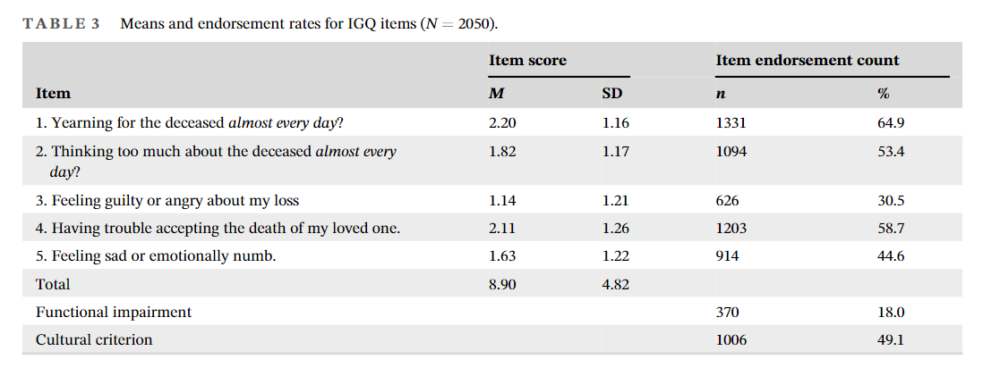 TABLE 3 Means and endorsement rates for IGQ items (N = 2050).
Item score Item endorsement count
Item M SD n %
1. Yearning for the deceased almost every day? 2.20 1.16 1331 64.9
2. Thinking too much about the deceased almost every 1.82 1.17 1094 53.4
day?
3. Feeling guilty or angry about my loss 1.14 1.21 626 30.5
4. Having trouble accepting the death of my loved one. 2.11 1.26 1203 58.7
5. Feeling sad or emotionally numb. 1.63 1.22 914 44.6
Total 8.90 4.82
Functional impairment 370 18.0
Cultural criterion 1006 49.1